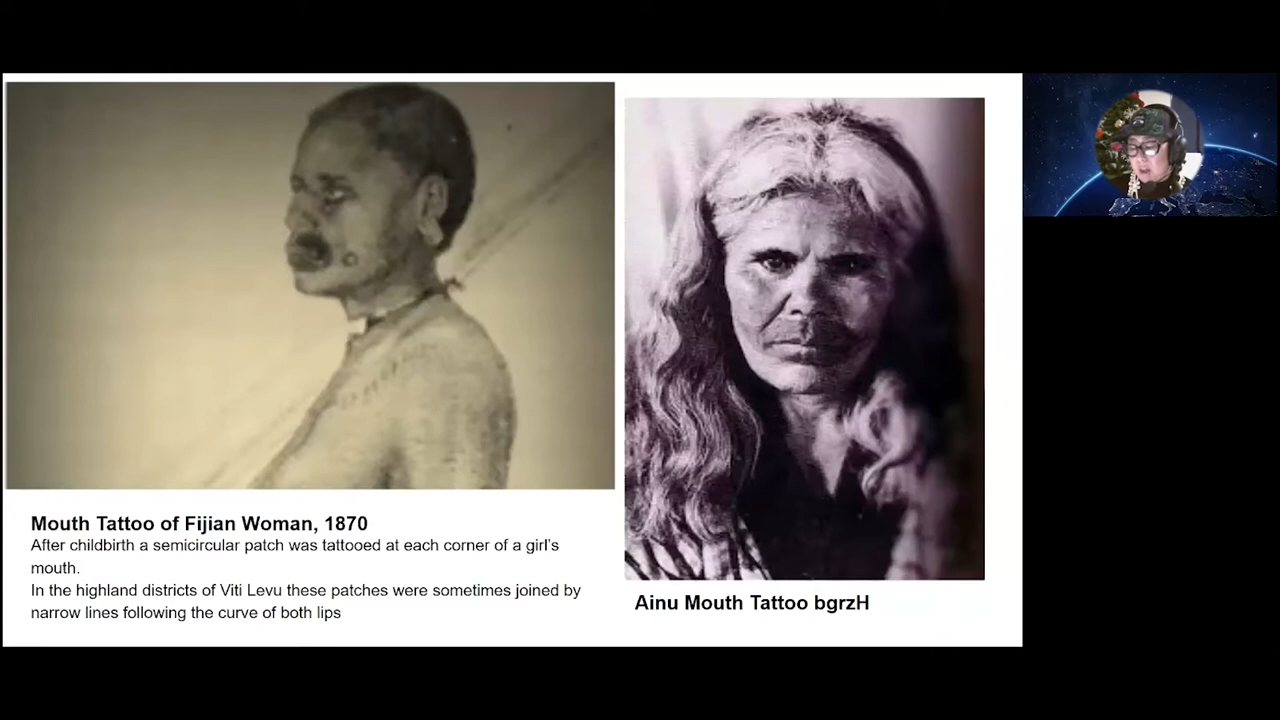 Mouth Tattoo of Fijian Woman, 1870
After childbirth a semicircular patch was tattooed at each corner of a girl's
mouth.
In the highland districts of Viti Levu these patches were sometimes joined by
narrow lines following the curve of both lips
Ainu Mouth Tattoo bgrzH